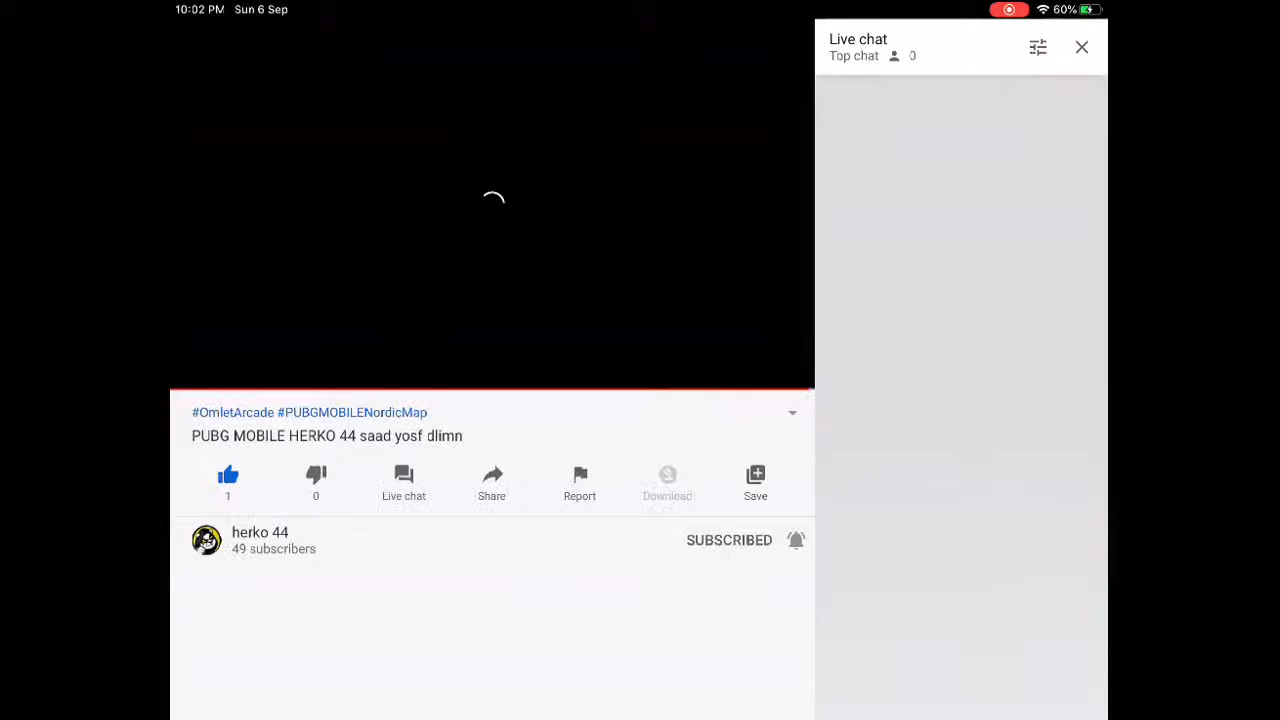 10:02 PM Sun 6 Sep
60%
Live chat
Top chat 0
#OmletArcade #PUBGMOBILENordicMap
PUBG MOBILE HERKO 44 saad yosf dlimn
1
0
Live chat
Share
Report
Download
Save
herko 44
49 subscribers
SUBSCRIBED